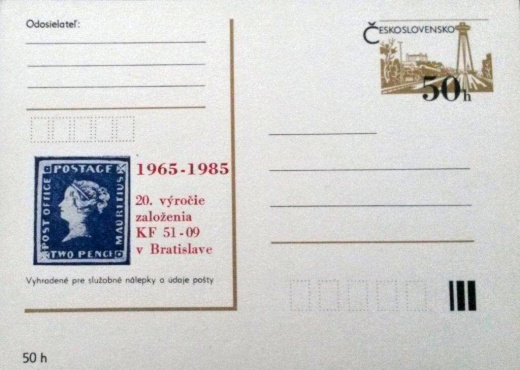 Odosielateľ:
ČESKOSLOVENSKO
50h
POSTAGE
POST OFFICE
MAURITIUS
TWO PENCE
1965-1985
20. výročie
založenia
KF 51-09
v Bratislave
Vyhradené pre služobné nálepky a údaje pošty
50 h